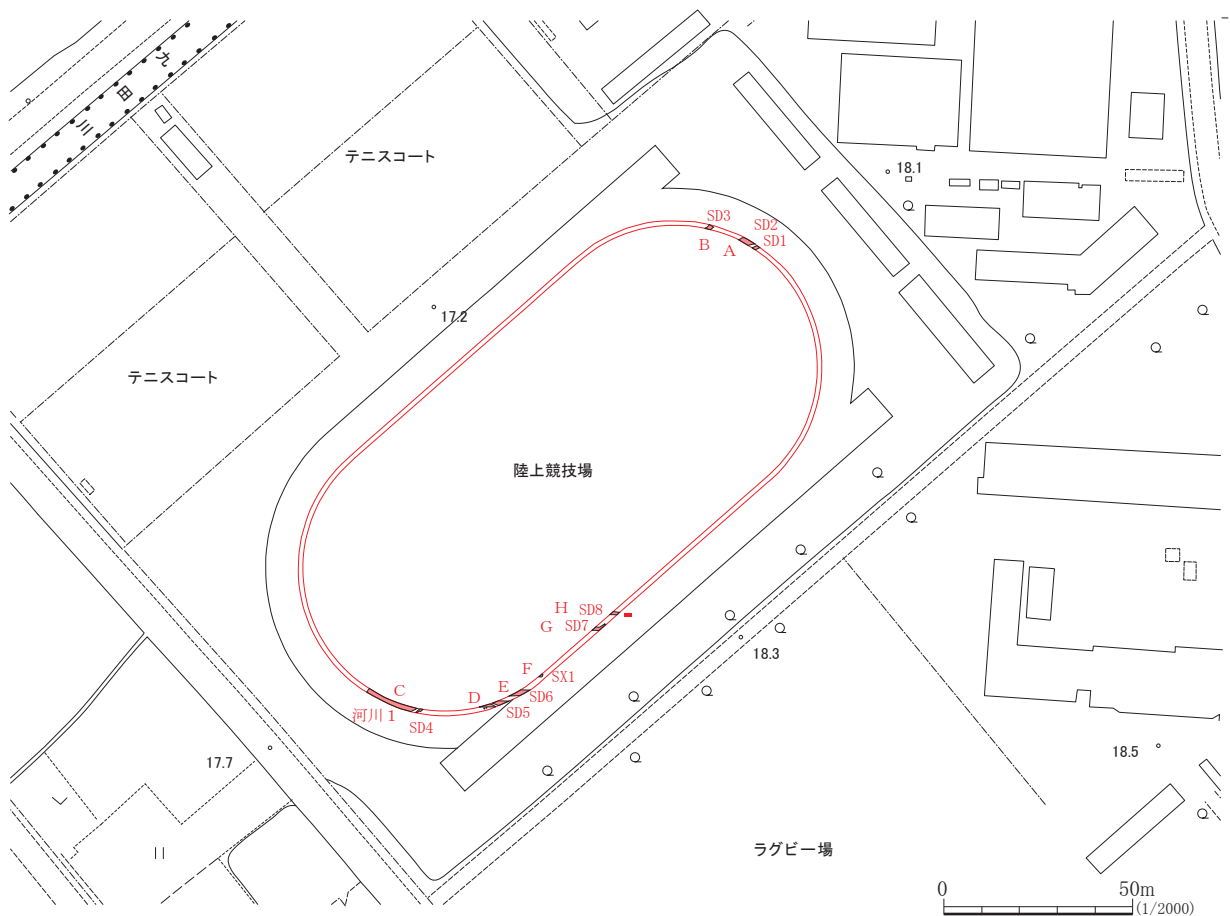 九
田
川
テニスコート
18.1
SD3
SD2
B
A
SD1
17.2
テニスコート
陸上競技場
H
SD8
G
SD7
18.3
F
SX1
E
SD6
D
SD5
C
河川1
SD4
17.7
18.5
ラグビー場
0
50m
(1/2000)